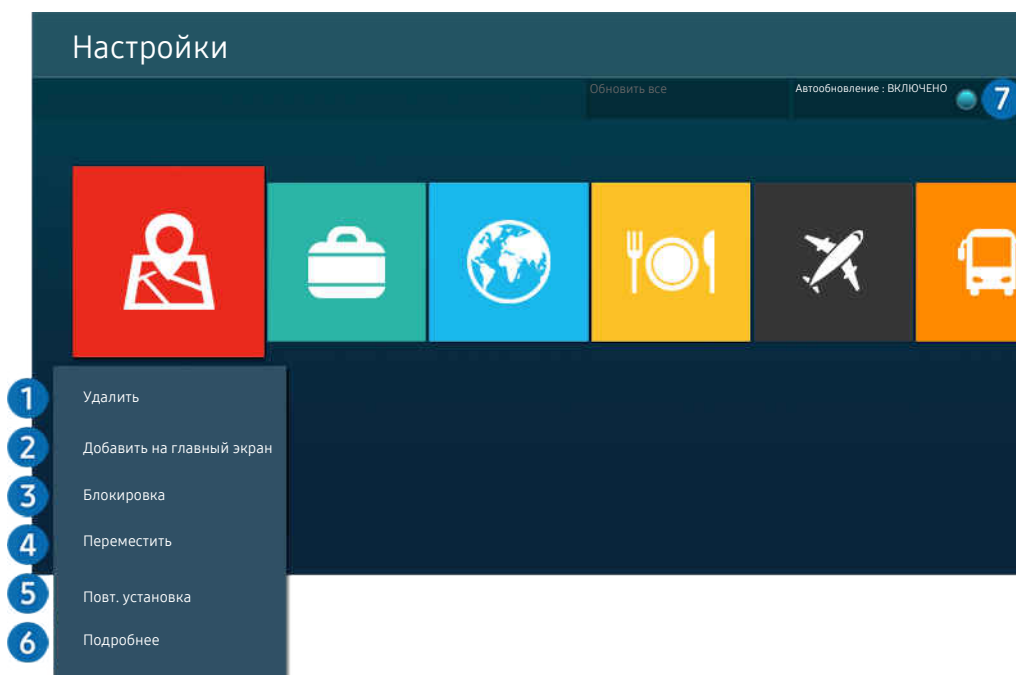 Настройки
Обновить все
Автообновление : ВКЛЮЧЕНО
7
1 Удалить
2 Добавить на главный экран
3 Блокировка
4 Переместить
5 Повт. установка
6 Подробнее